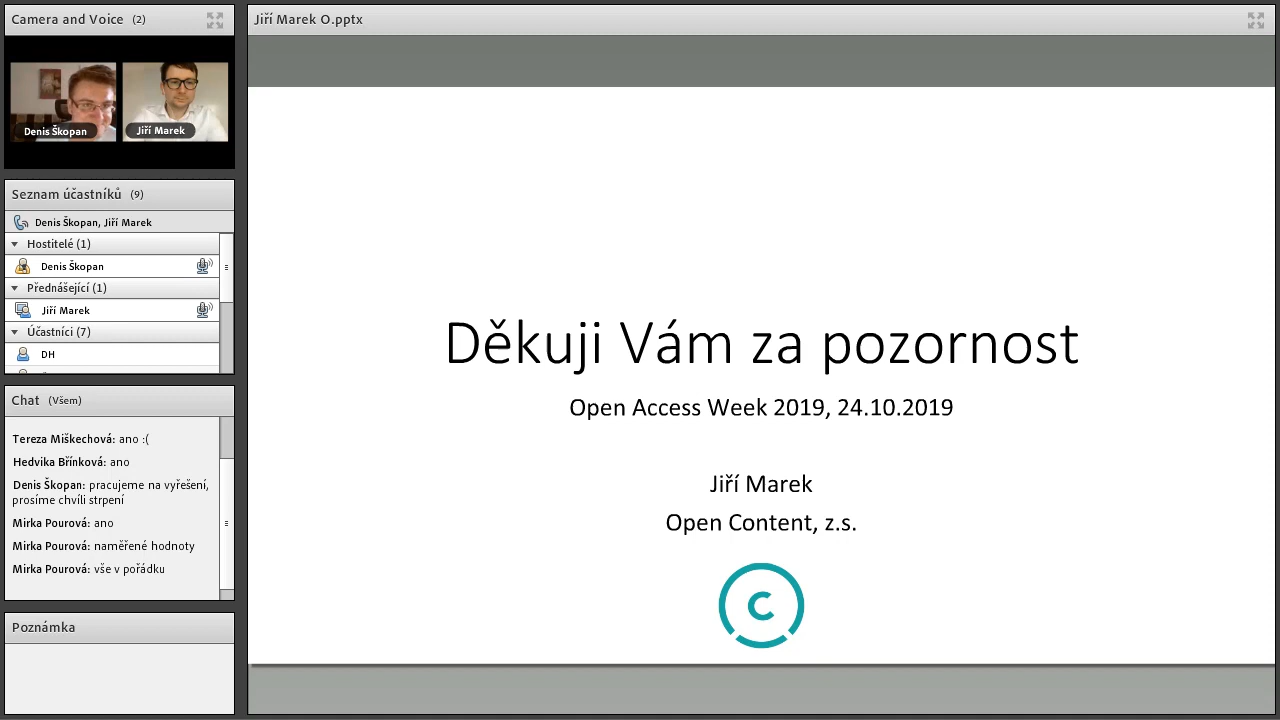 Camera and Voice (2)
Denis Škopan
Jiří Marek
Seznam účastníků (9)
Denis Škopan, Jiří Marek
Hostitelé (1)
Denis Škopan
Přednášející (1)
Jiří Marek
Účastníci (7)
DH
Chat (Všem)
Tereza Miškechová: ano :(
Hedvika Břínková: ano
Denis Škopan: pracujeme na vyřešení,
prosíme chvíli strpení
Mirka Pourová: ano
Mirka Pourová: naměřené hodnoty
Mirka Pourová: vše v pořádku
Poznámka
Jiří Marek O.pptx
Děkuji Vám za pozornost
Open Access Week 2019, 24.10.2019
Jiří Marek
Open Content, z.s.
C